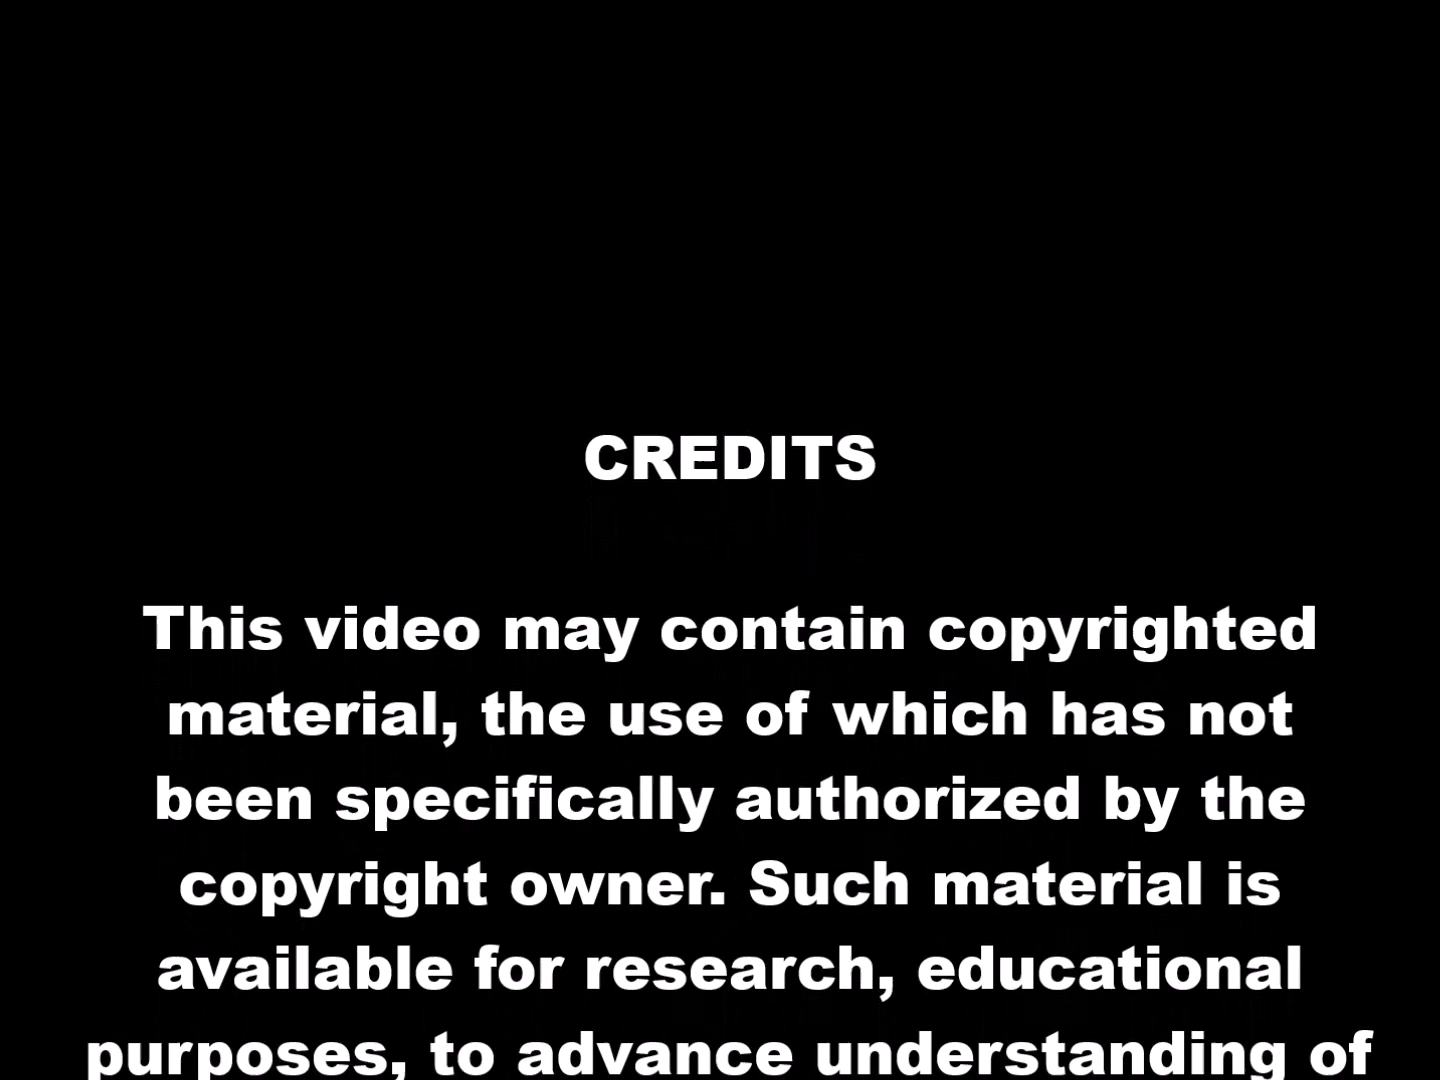 CREDITS
This video may contain copyrighted
material, the use of which has not
been specifically authorized by the
copyright owner. Such material is
available for research, educational
purposes, to advance understanding of